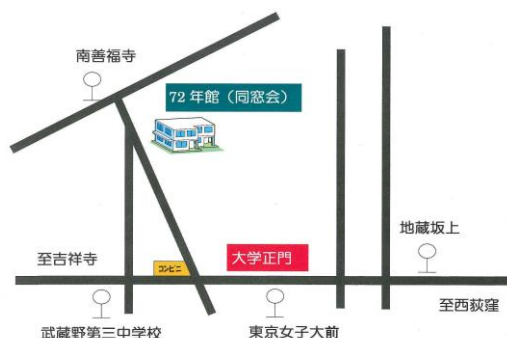 南善福寺
72年館（同窓会）
地蔵坂上
至吉祥寺
コンビニ
大学正門
至西荻窪
武蔵野第三中学校
東京女子大前